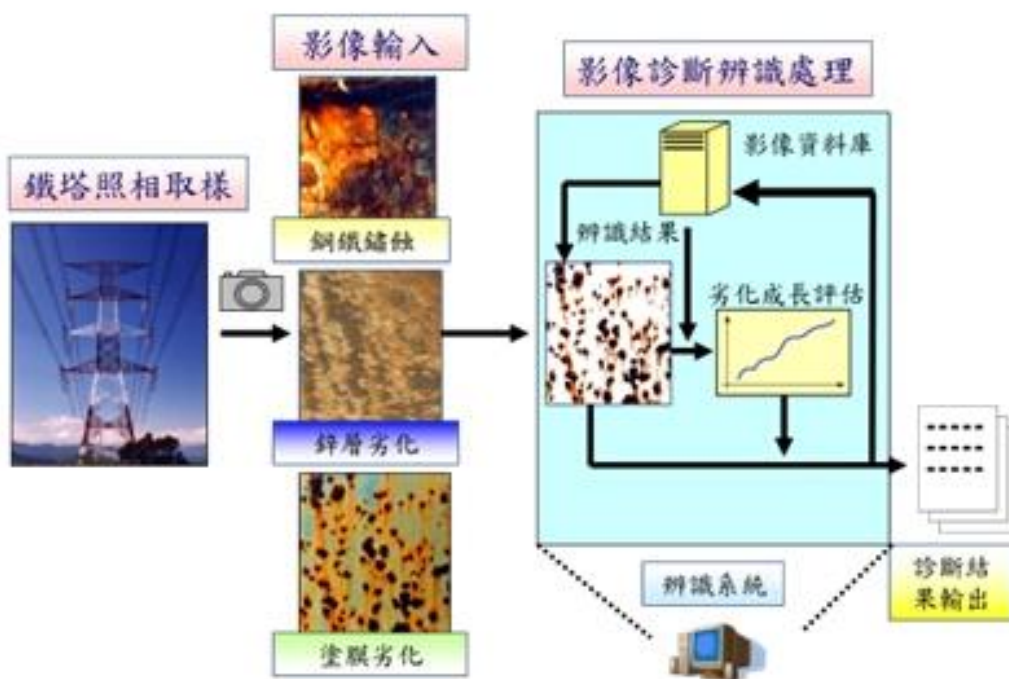 鐵塔照相取樣
影像輸入
鋼鐵鏽蝕
鋅層劣化
塗膜劣化
影像診斷辨識處理
影像資料庫
辨識結果
劣化成長評估
辨識系統
診斷結
果輸出